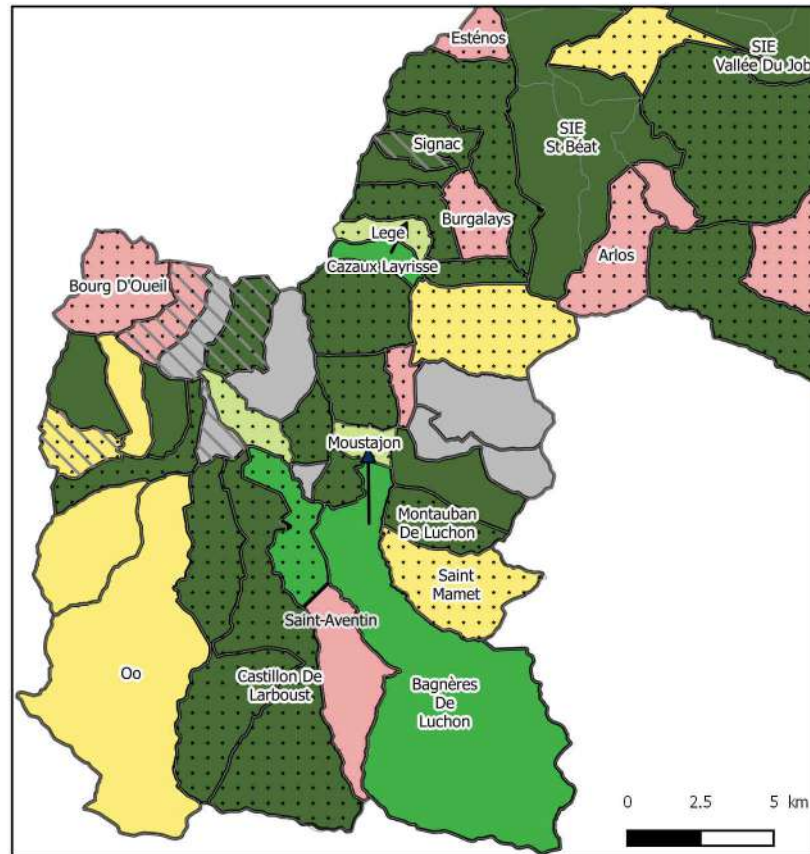 Esténos
SIE
Vallée Du Job
SIE
St Béat
Signac
Burgalays
Legé
Cazaux Layrisse
Arlos
Bourg D'Oueil
Moustajon
Montauban
De Luchon
Saint
Mamet
Saint-Aventin
Oo
Castillon De
Larboust
Bagnères
De
Luchon
0 2.5 5 km